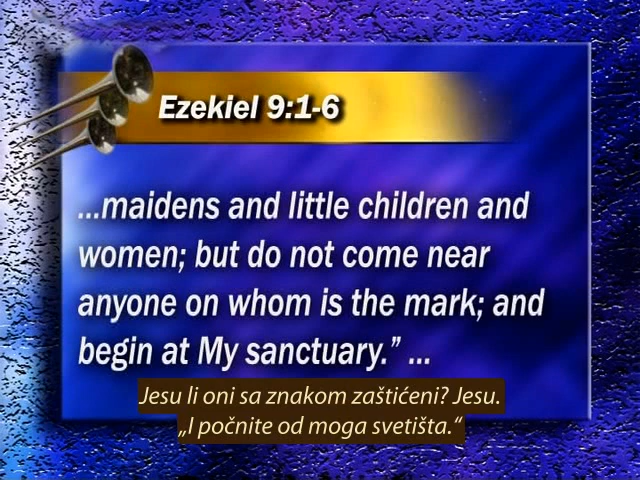 Ezekiel 9:1-6
...maidens and little children and
women; but do not come near
anyone on whom is the mark; and
begin at My sanctuary.” ...
Jesu li oni sa znakom zaštićeni? Jesu.
„I počnite od moga svetišta.“